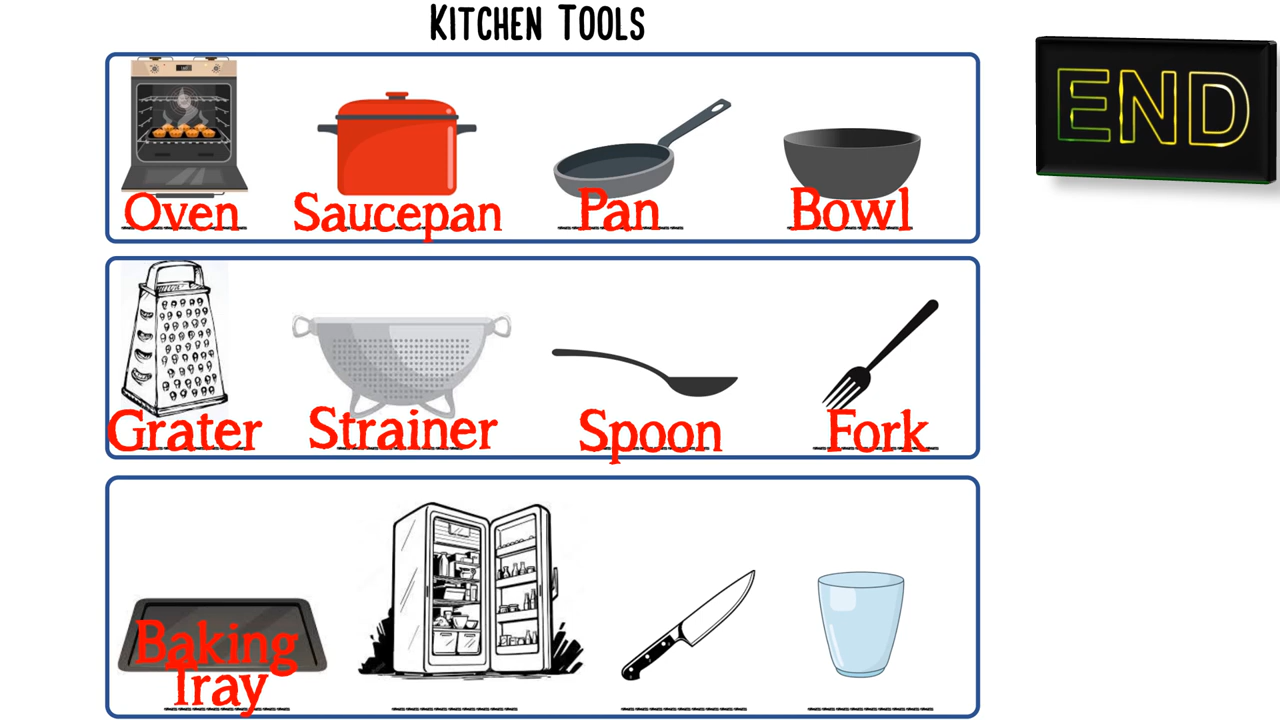 KITCHEN TOOLS
END
Oven Saucepan Pan Bowl
Grater Strainer Spoon Fork
Baking
Tray